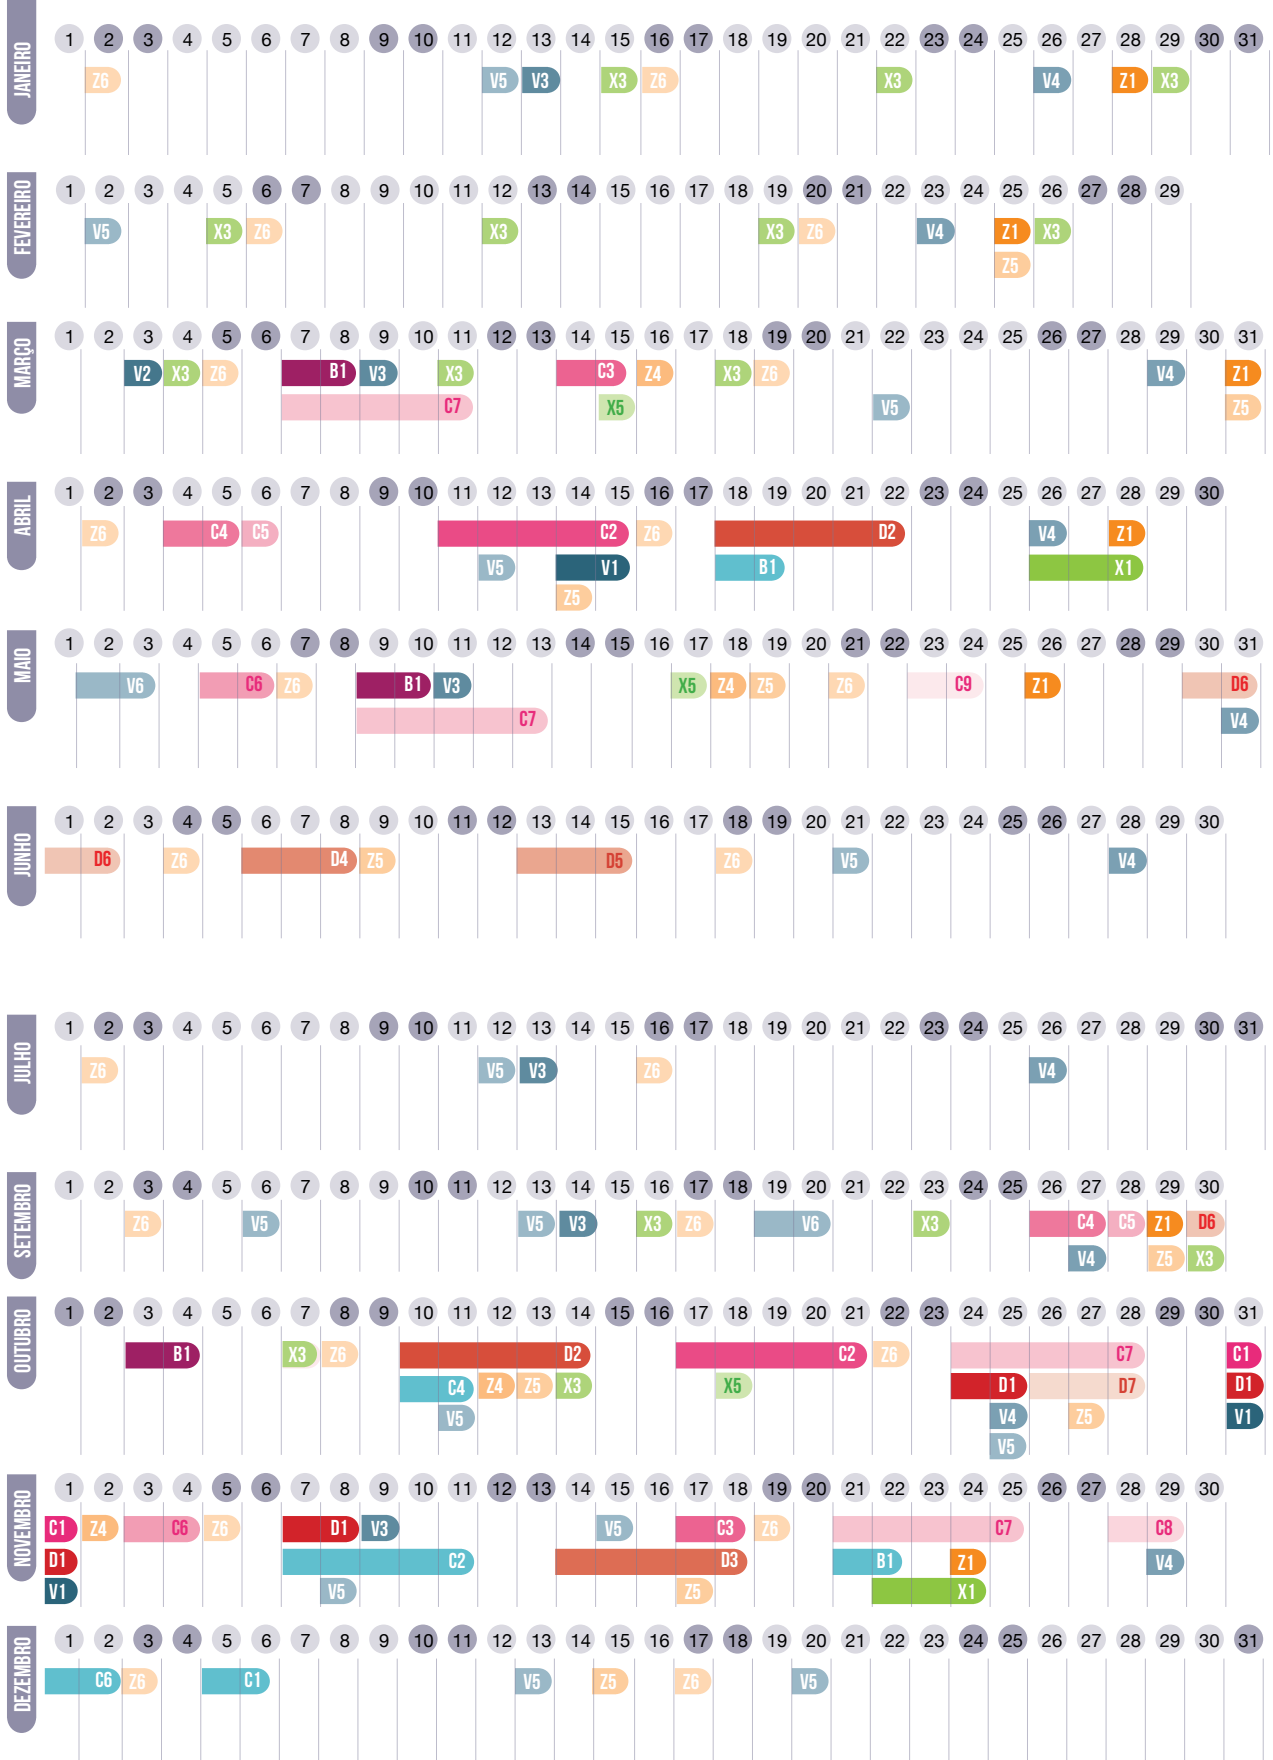 JANEIRO
1 2 3 4 5 6 7 8 9 10 11 12 13 14 15 16 17 18 19 20 21 22 23 24 25 26 27 28 29 30 31
Z6 V5 V3 X3 Z6 X3 V4 Z1 X3
FEVEREIRO
1 2 3 4 5 6 7 8 9 10 11 12 13 14 15 16 17 18 19 20 21 22 23 24 25 26 27 28 29
V5 X3 Z6 X3 X3 Z6 V4 Z1 X3
Z5
MARÇO
1 2 3 4 5 6 7 8 9 10 11 12 13 14 15 16 17 18 19 20 21 22 23 24 25 26 27 28 29 30 31
V2 X3 Z6 B1 V3 X3 C3 Z4 X3 Z6 V4 Z1
C7 X5 V5 Z5
ABRIL
1 2 3 4 5 6 7 8 9 10 11 12 13 14 15 16 17 18 19 20 21 22 23 24 25 26 27 28 29 30
Z6 C4 C5 C2 Z6 D2 V4 Z1
V5 V1 B1 X1
Z5
MAIO
1 2 3 4 5 6 7 8 9 10 11 12 13 14 15 16 17 18 19 20 21 22 23 24 25 26 27 28 29 30 31
V6 C6 Z6 B1 V3 X5 Z4 Z5 Z6 C9 Z1 D6
C7 V4
JUNHO
1 2 3 4 5 6 7 8 9 10 11 12 13 14 15 16 17 18 19 20 21 22 23 24 25 26 27 28 29 30
D6 Z6 D4 Z5 D5 Z6 V5 V4
JULHO
1 2 3 4 5 6 7 8 9 10 11 12 13 14 15 16 17 18 19 20 21 22 23 24 25 26 27 28 29 30 31
Z6 V5 V3 Z6 V4
SETEMBRO
1 2 3 4 5 6 7 8 9 10 11 12 13 14 15 16 17 18 19 20 21 22 23 24 25 26 27 28 29 30
Z6 V5 V5 V3 X3 Z6 V6 X3 C4 C5 Z1 D6
V4 Z5 X3
OUTUBRO
1 2 3 4 5 6 7 8 9 10 11 12 13 14 15 16 17 18 19 20 21 22 23 24 25 26 27 28 29 30 31
B1 X3 Z6 D2 C2 Z6 C7 C1
C4 Z4 Z5 X3 X5 D1 D7 D1
V5 V4 Z5 V1
V5
NOVEMBRO
1 2 3 4 5 6 7 8 9 10 11 12 13 14 15 16 17 18 19 20 21 22 23 24 25 26 27 28 29 30
C1 Z4 C6 Z6 D1 V3 V5 C3 Z6 C7 C8
D1 C2 D3 B1 Z1 V4
V1 V5 Z5 X1
DEZEMBRO
1 2 3 4 5 6 7 8 9 10 11 12 13 14 15 16 17 18 19 20 21 22 23 24 25 26 27 28 29 30 31
C6 Z6 C1 V5 Z5 Z6 V5